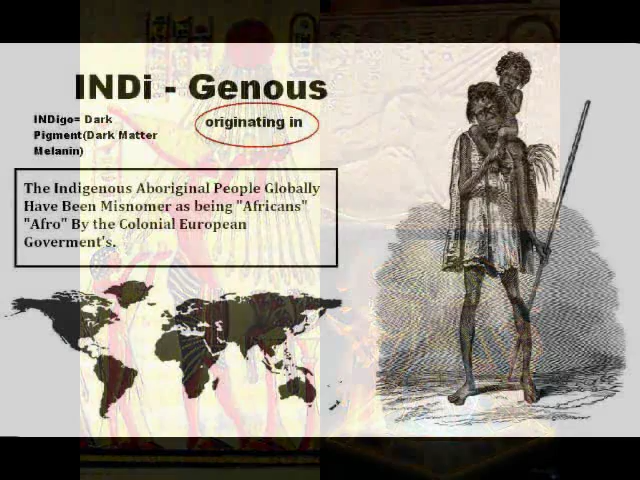 INDi - Genous
INDigo= Dark
Pigment(Dark Matter
Melanin)
originating in
The Indigenous Aboriginal People Globally
Have Been Misnomer as being "Africans"
"Afro" By the Colonial European
Goverment's.